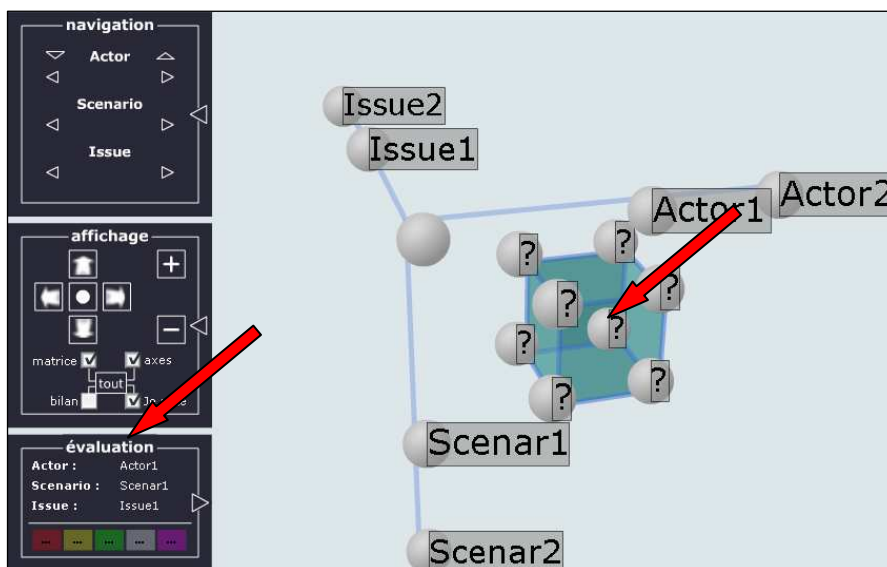 navigation
Actor
Scenario
Issue
affichage
+
−
matrice
axes
tout
bilan
évaluation
Actor : Actor1
Scenario : Scenar1
Issue : Issue1
... ... ... ... ...
Issue2
Issue1
Actor1
Actor2
?
?
?
?
?
?
?
?
Scenar1
Scenar2